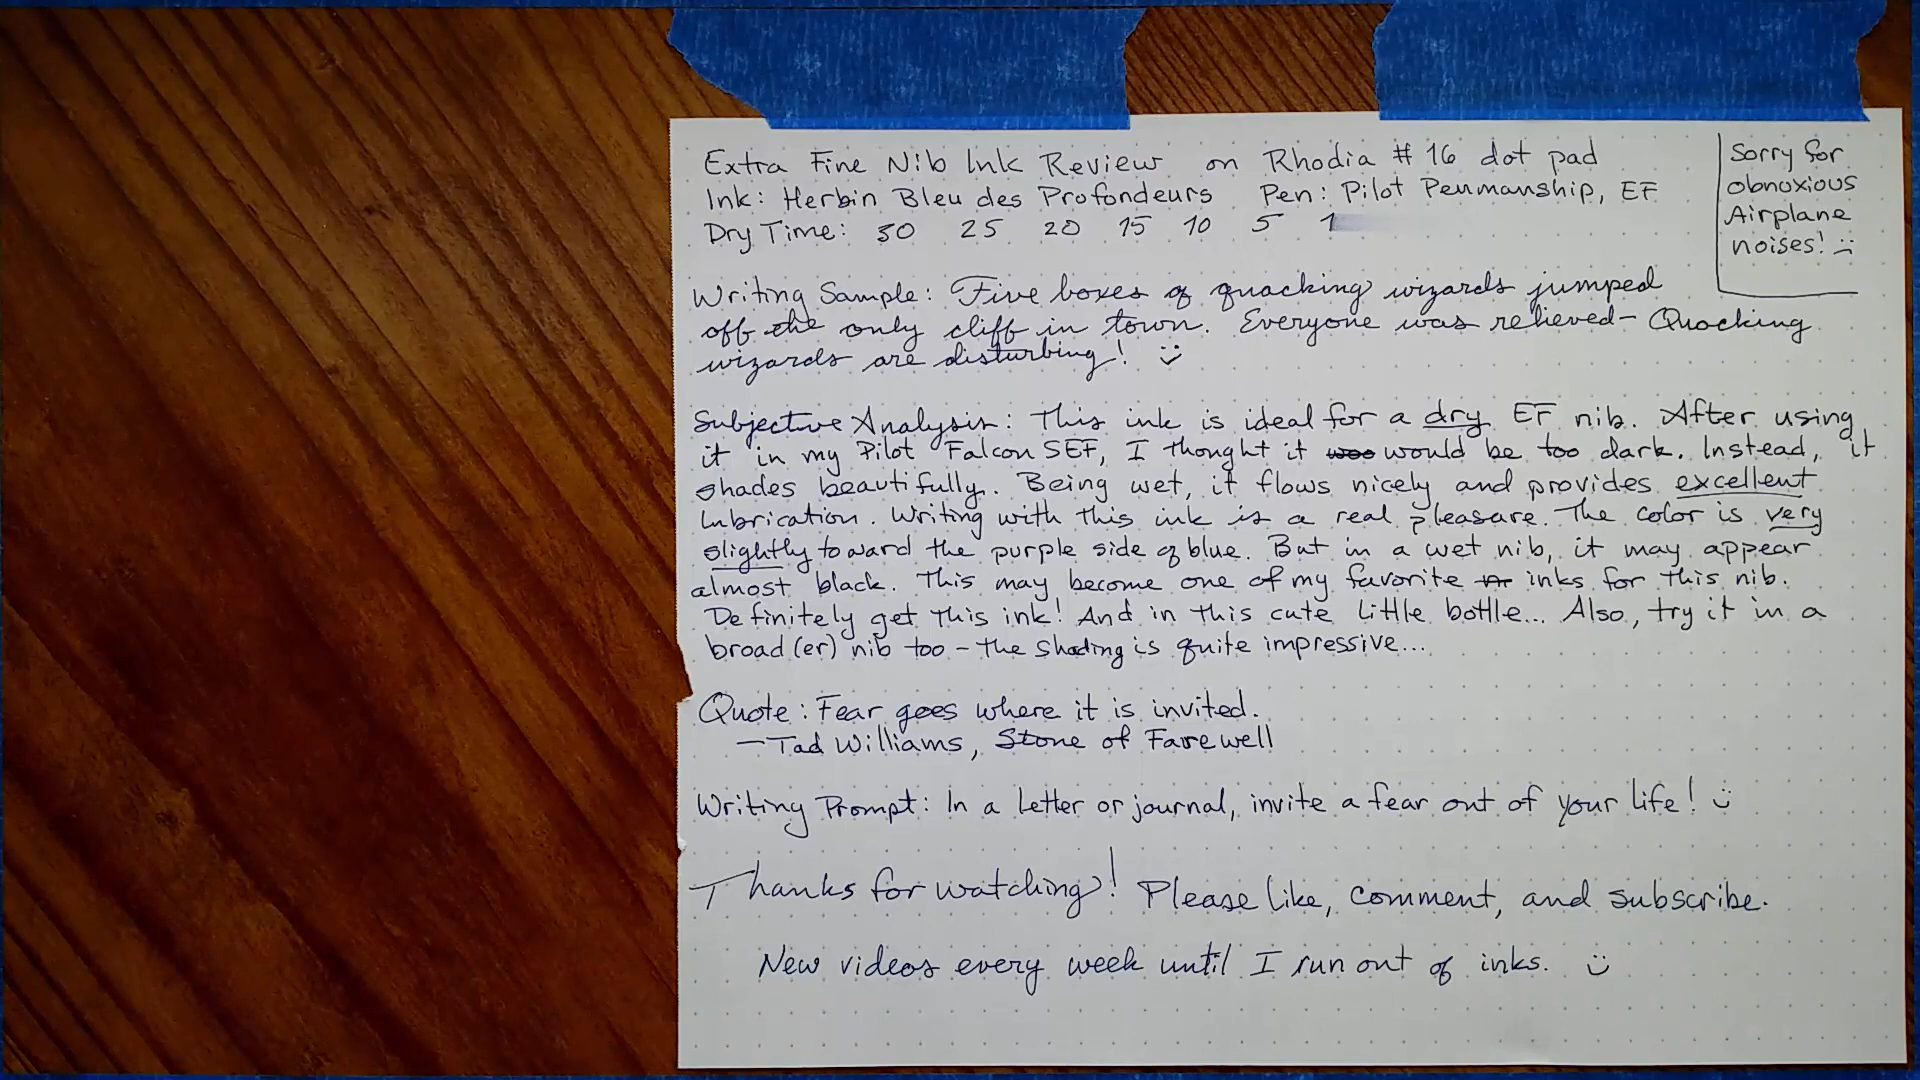 Extra Fine Nib Ink Review on Rhodia #16 dot pad
Ink: Herbin Bleu des Profondeurs Pen: Pilot Penmanship, EF
Dry Time: 30 25 20 15 10 5 1
Sorry for
obnoxious
Airplane
noises! :(
Writing Sample: Five boxes of quacking wizards jumped
off the only cliff in town. Everyone was relieved - Quacking
wizards are disturbing! :)
Subjective Analysis: This ink is ideal for a dry EF nib. After using
it in my Pilot Falcon SEF, I thought it would be too dark. Instead, it
shades beautifully. Being wet, it flows nicely and provides excellent
lubrication. Writing with this ink is a real pleasure. The color is very
slightly toward the purple side of blue. But in a wet nib, it may appear
almost black. This may become one of my favorite inks for this nib.
Definitely get this ink! And in this cute little bottle... Also, try it in a
broad(er) nib too - the shading is quite impressive...
Quote: Fear goes where it is invited.
- Tad Williams, Stone of Farewell
Writing Prompt: In a letter or journal, invite a fear out of your life! :)
Thanks for watching! Please like, comment, and subscribe.
New videos every week until I run out of inks. :)